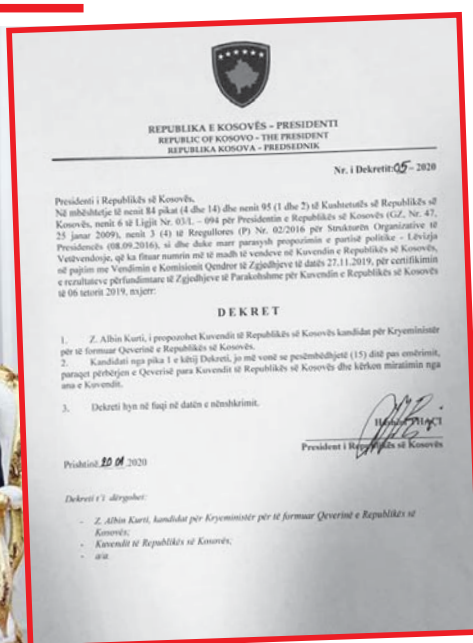 REPUBLIKA E KOSOVËS – PRESIDENTI
REPUBLIC OF KOSOVO – THE PRESIDENT
REPUBLIKA KOSOVA – PREDSEDNIK
Nr. i Dekretit: 05 – 2020
Presidenti i Republikës së Kosovës,
Në mbështetje të nenit 84 pikat (4 dhe 14) dhe nenit 95 (1 dhe 2) të Kushtetutës së Republikës së
Kosovës, nenit 6 të Ligjit Nr. 03/L – 094 për Presidentin e Republikës së Kosovës (GZ, Nr. 47,
25 janar 2009), nenit 3 (4) të Rregullores (P) Nr. 02/2016 për Strukturën Organizative të
Presidencës (08.09.2016), si dhe duke marr parasysh propozimin e partisë politike - Lëvizja
Vetëvendosje, që ka fituar numrin më të madh të vendeve në Kuvendin e Republikës së Kosovës,
në pajtim me Vendimin e Komisionit Qendror të Zgjedhjeve të datës 27.11.2019, për certifikimin
e rezultateve përfundimtare të Zgjedhjeve të Parakohshme për Kuvendin e Republikës së Kosovës
të 06 tetorit 2019, nxjerr:
DEKRET
1. Z. Albin Kurti, i propozohet Kuvendit të Republikës së Kosovës kandidat për Kryeministër
për të formuar Qeverinë e Republikës së Kosovës.
2. Kandidati nga pika 1 e këtij Dekreti, jo më vonë se pesëmbëdhjetë (15) ditë pas emërimit,
paraqet përbërjen e Qeverisë para Kuvendit të Republikës së Kosovës dhe kërkon miratimin nga
ana e Kuvendit.
3. Dekreti hyn në fuqi në datën e nënshkrimit.
Hashim THAÇI
President i Republikës së Kosovës
Prishtinë 20 01 2020
Dekreti t'i dërgohet:
- Z. Albin Kurti, kandidat për Kryeministër për të formuar Qeverinë e Republikës së
Kosovës;
- Kuvendit të Republikës së Kosovës;
- a/a.